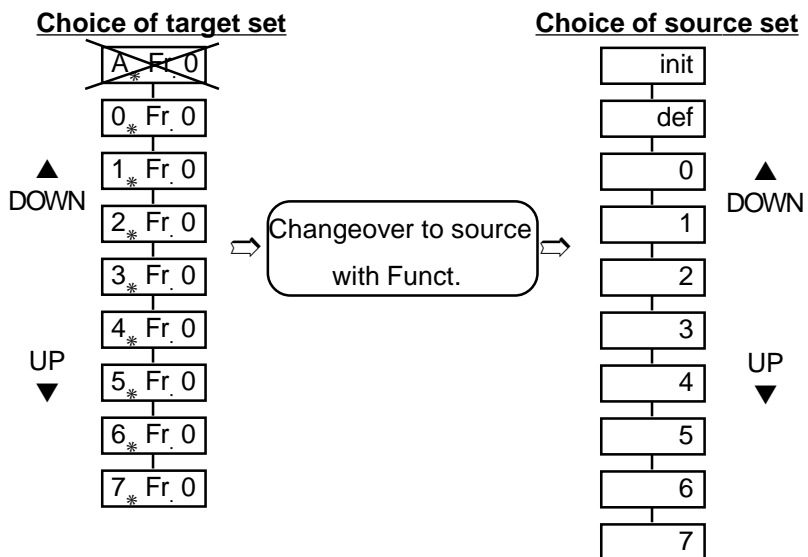 Choice of target set
A* Fr. 0
0* Fr. 0
1* Fr. 0
2* Fr. 0
3* Fr. 0
4* Fr. 0
5* Fr. 0
6* Fr. 0
7* Fr. 0
▲
DOWN
UP
▼
⇨
Changeover to source
with Funct.
⇨
Choice of source set
init
def
0
1
2
3
4
5
6
7
▲
DOWN
UP
▼